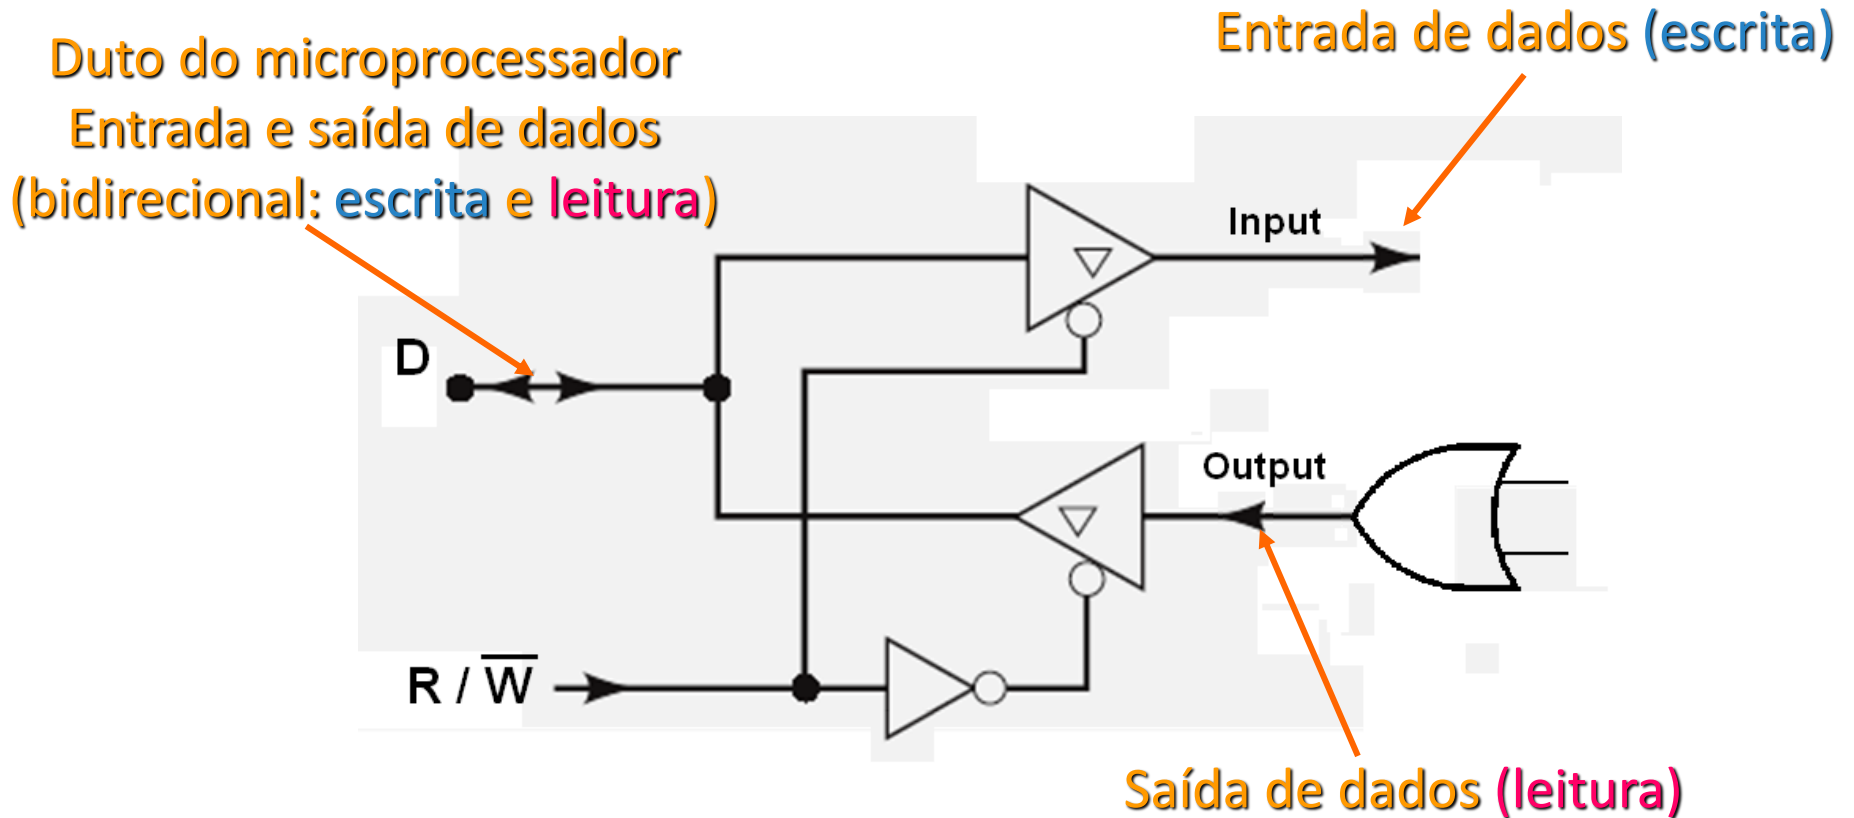 Duto do microprocessador
Entrada e saída de dados
(bidirecional: escrita e leitura)
Entrada de dados (escrita)
Input
D
Output
R / W̅
Saída de dados (leitura)